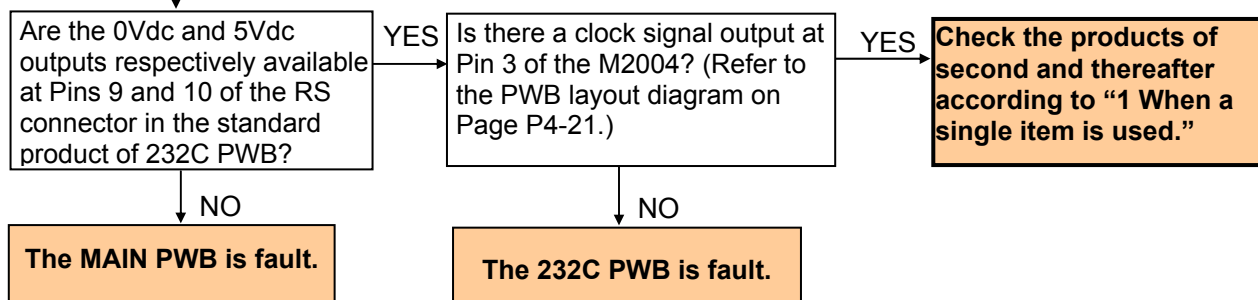 Are the 0Vdc and 5Vdc
outputs respectively available
at Pins 9 and 10 of the RS
connector in the standard
product of 232C PWB?
YES
Is there a clock signal output at
Pin 3 of the M2004? (Refer to
the PWB layout diagram on
Page P4-21.)
YES
Check the products of
second and thereafter
according to “1 When a
single item is used.”
NO
The MAIN PWB is fault.
NO
The 232C PWB is fault.